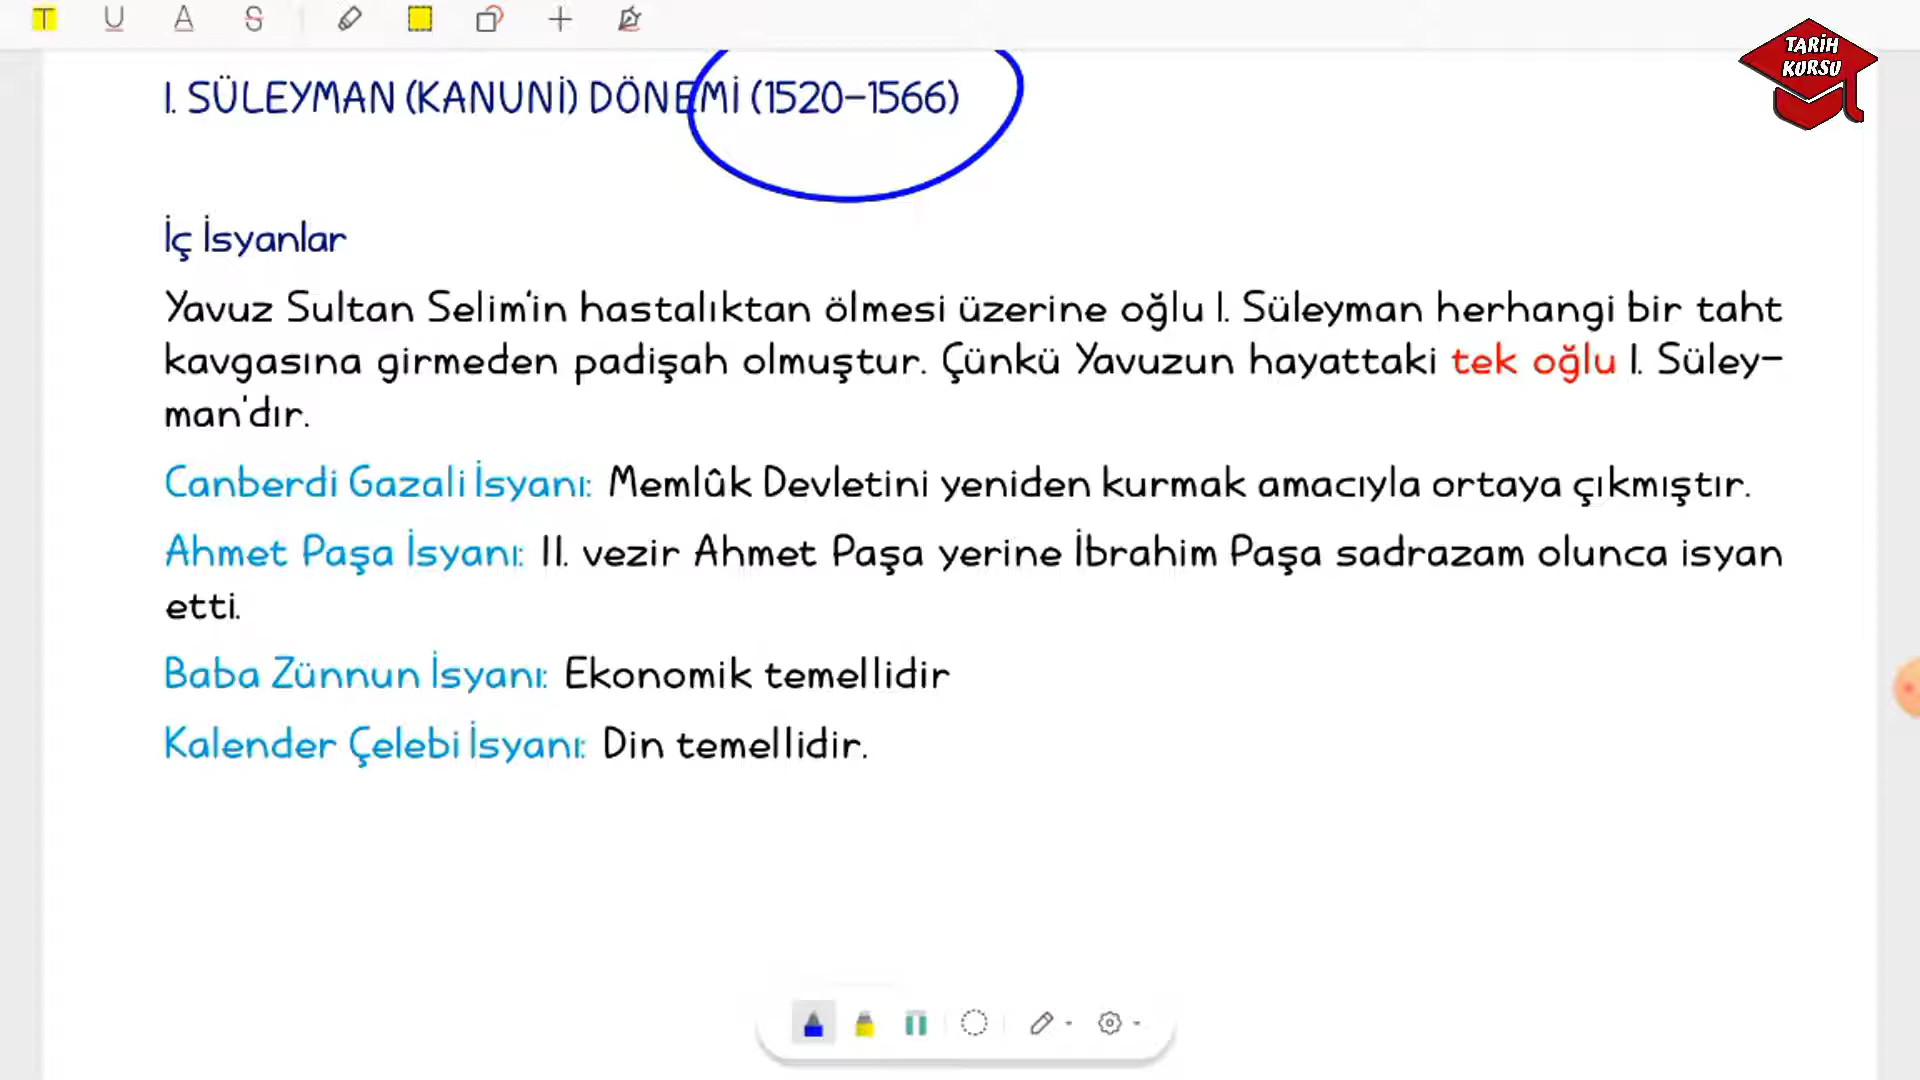 TARİH
KURSU
I. SÜLEYMAN (KANUNİ) DÖNEMİ (1520-1566)
İç İsyanlar
Yavuz Sultan Selim'in hastalıktan ölmesi üzerine oğlu I. Süleyman herhangi bir taht
kavgasına girmeden padişah olmuştur. Çünkü Yavuzun hayattaki tek oğlu I. Süley-
man'dır.
Canberdi Gazali İsyanı: Memlûk Devletini yeniden kurmak amacıyla ortaya çıkmıştır.
Ahmet Paşa İsyanı: II. vezir Ahmet Paşa yerine İbrahim Paşa sadrazam olunca isyan
etti.
Baba Zünnun İsyanı: Ekonomik temellidir
Kalender Çelebi İsyanı: Din temellidir.